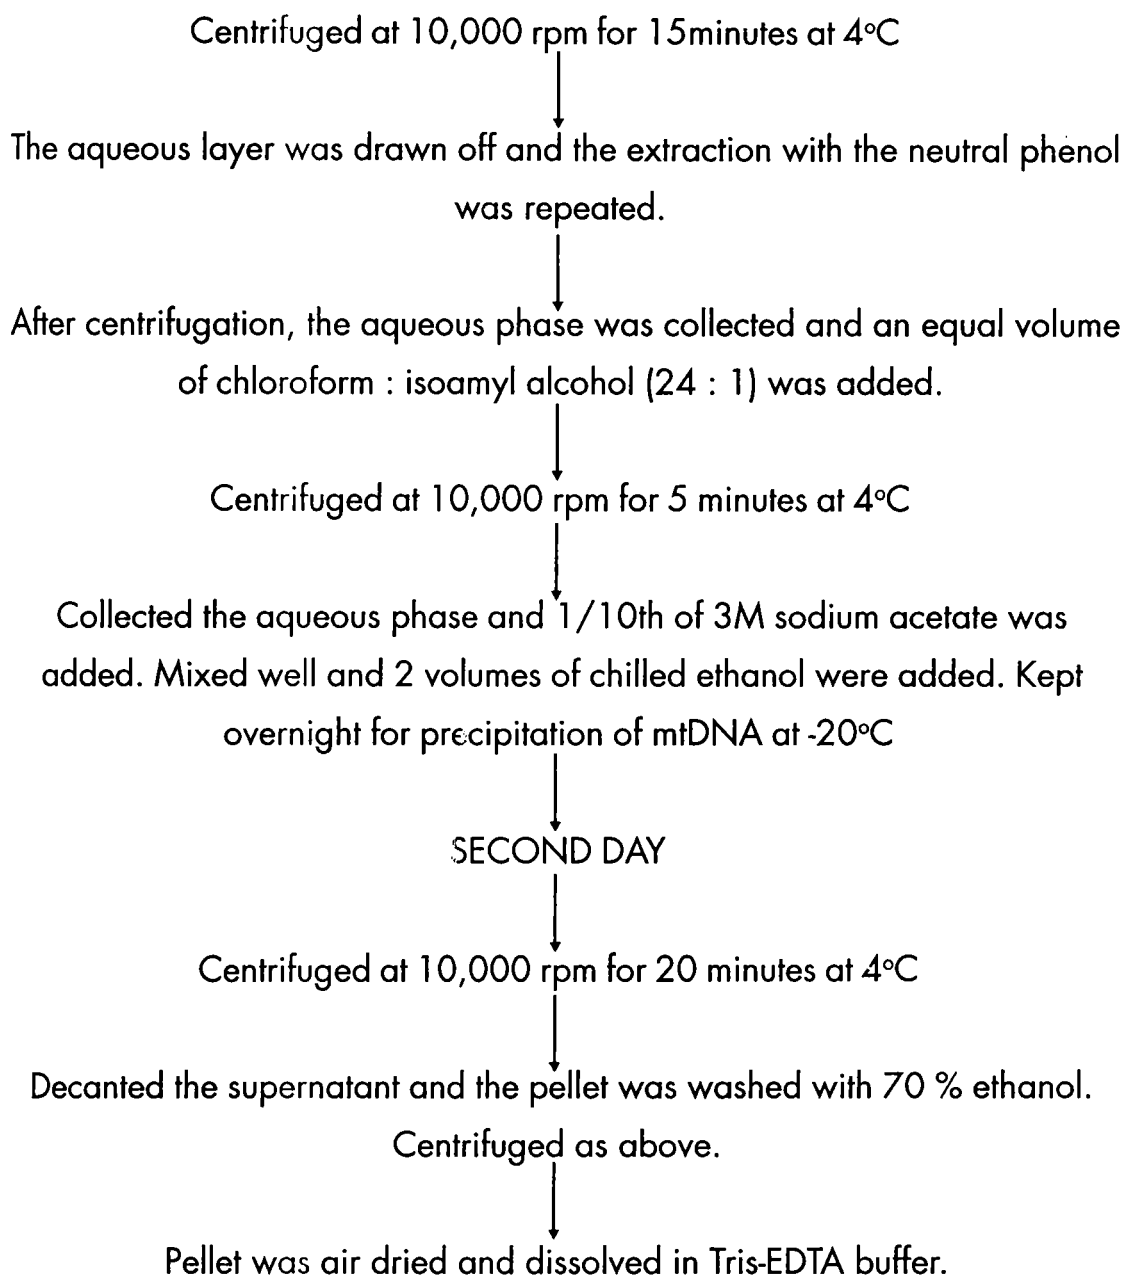 Centrifuged at 10,000 rpm for 15minutes at 4°C
The aqueous layer was drawn off and the extraction with the neutral phenol
was repeated.
After centrifugation, the aqueous phase was collected and an equal volume
of chloroform : isoamyl alcohol (24 : 1) was added.
Centrifuged at 10,000 rpm for 5 minutes at 4°C
Collected the aqueous phase and 1/10th of 3M sodium acetate was
added. Mixed well and 2 volumes of chilled ethanol were added. Kept
overnight for precipitation of mtDNA at -20°C
SECOND DAY
Centrifuged at 10,000 rpm for 20 minutes at 4°C
Decanted the supernatant and the pellet was washed with 70 % ethanol.
Centrifuged as above.
Pellet was air dried and dissolved in Tris-EDTA buffer.